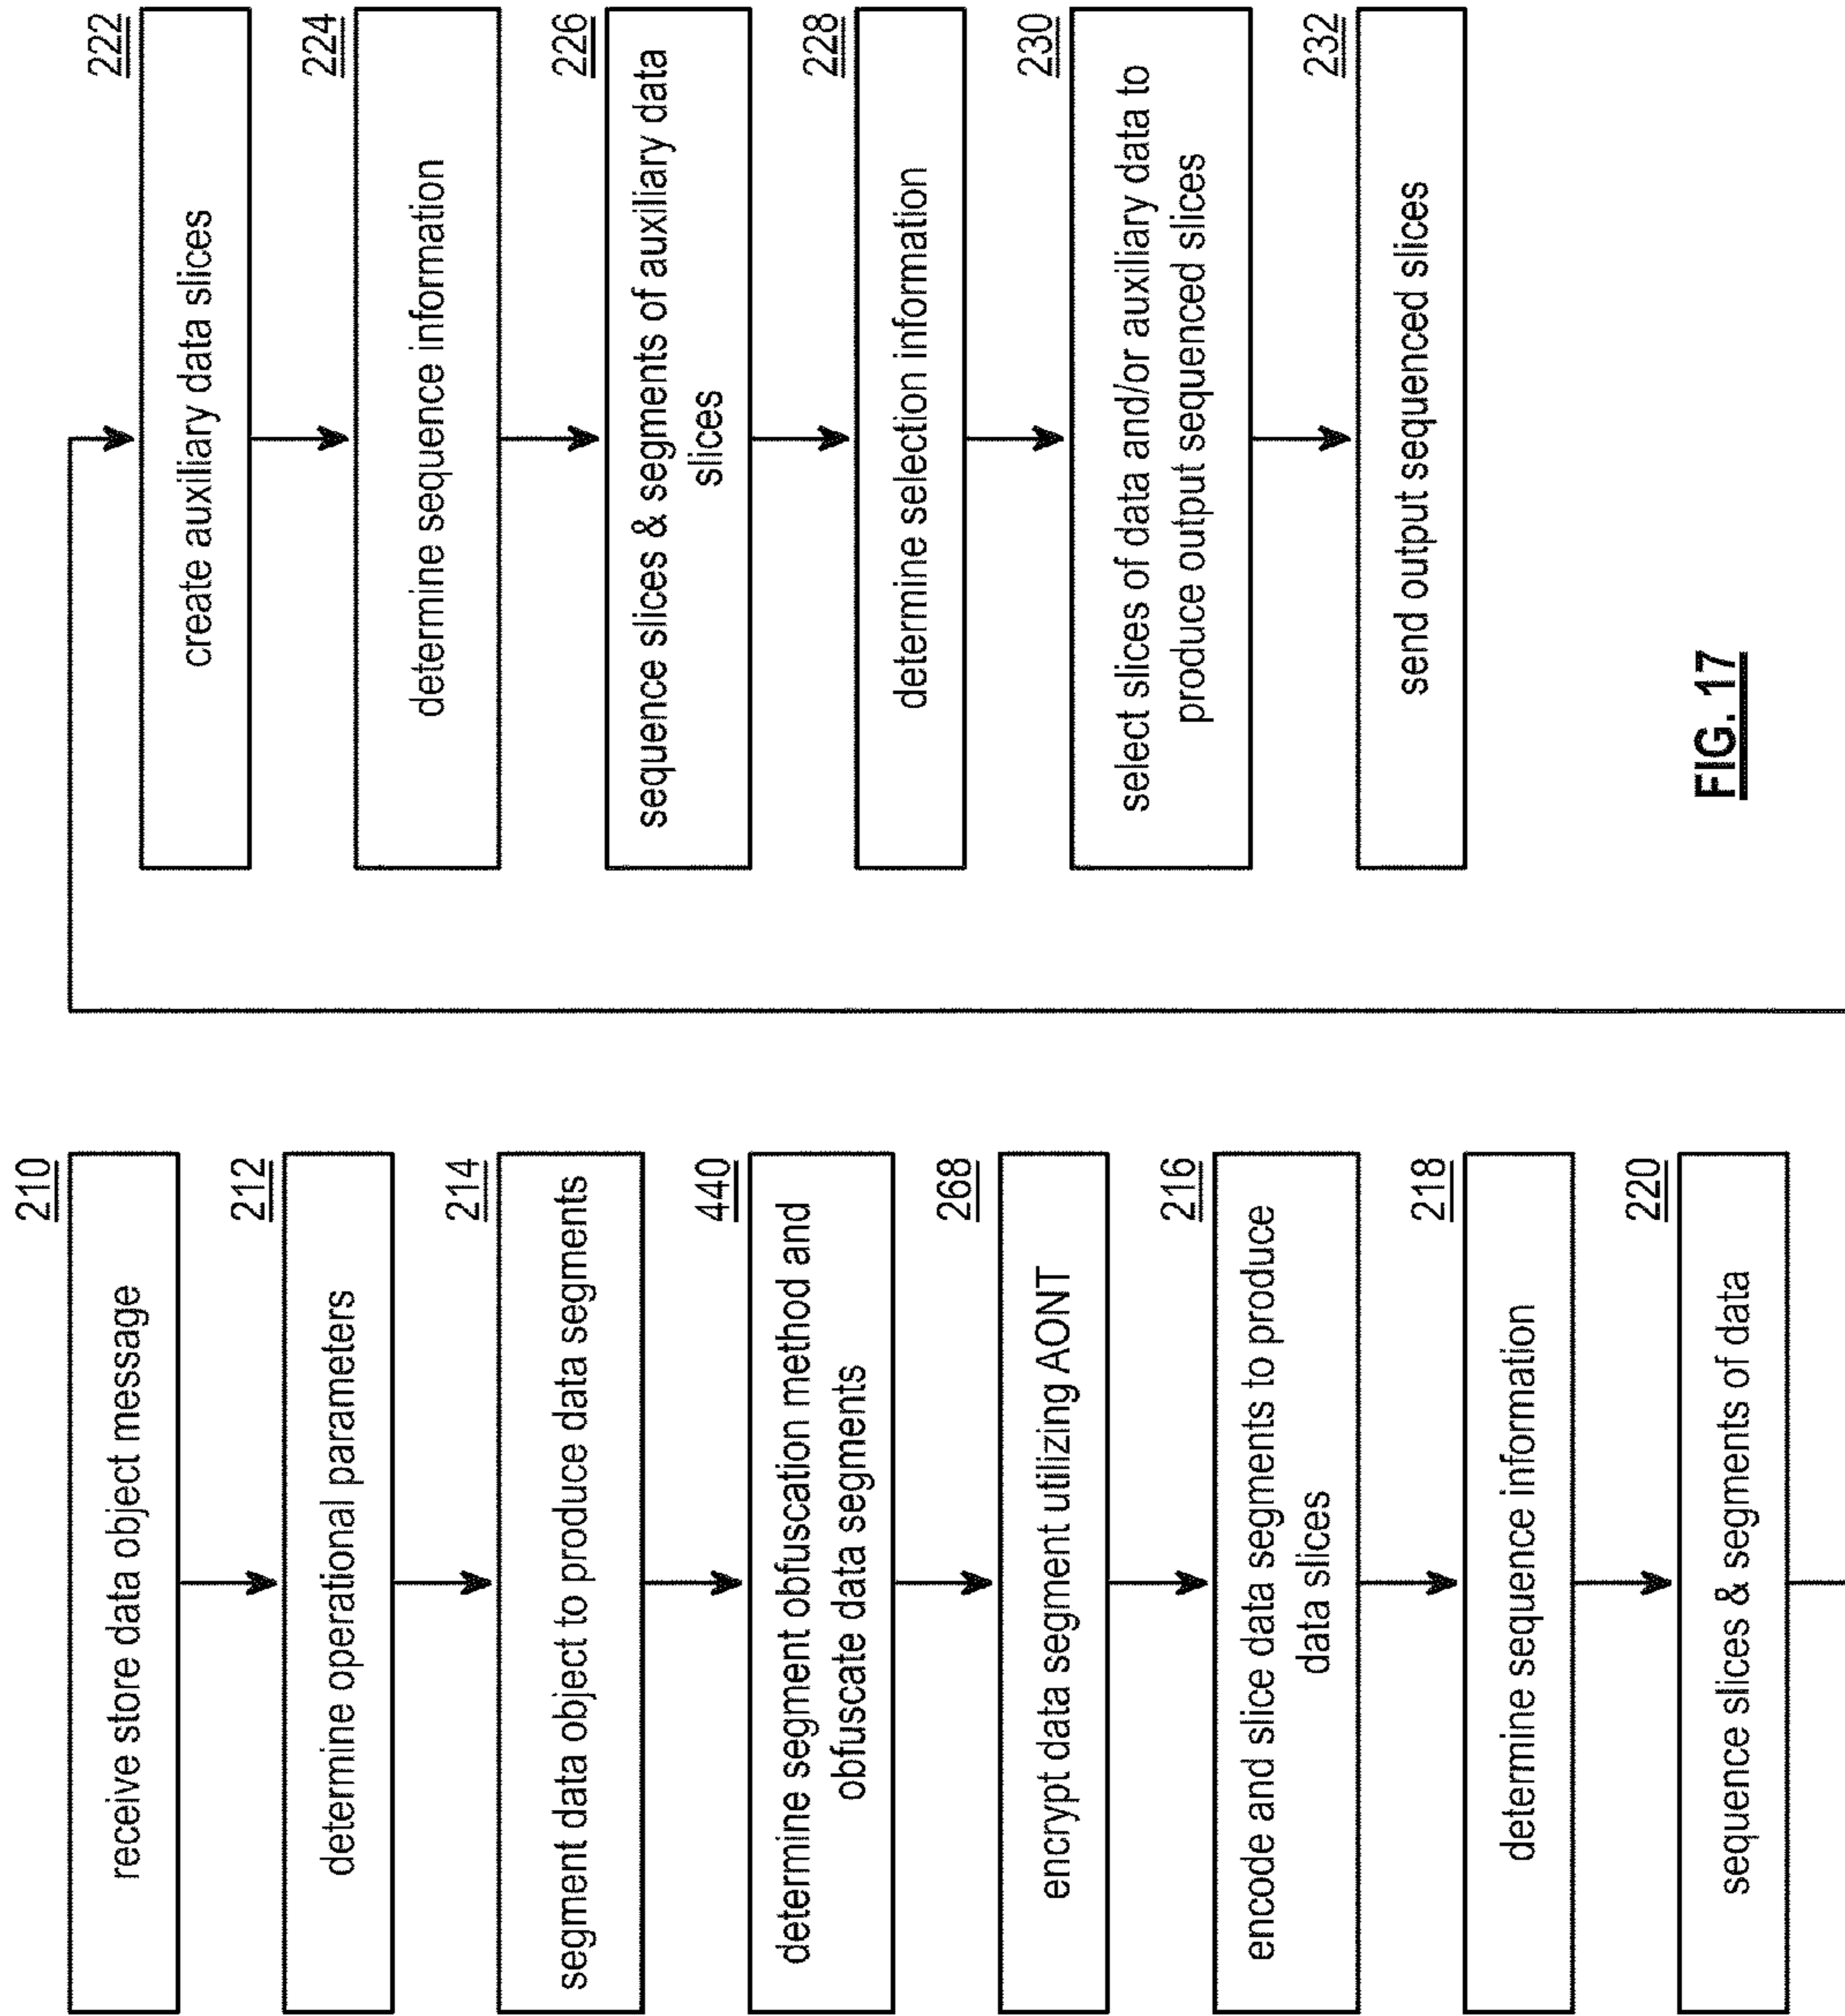 210
receive store data object message
212
determine operational parameters
214
segment data object to produce data segments
440
determine segment obfuscation method and
obfuscate data segments
268
encrypt data segment utilizing AONT
216
encode and slice data segments to produce
data slices
218
determine sequence information
220
sequence slices & segments of data
222
create auxiliary data slices
224
determine sequence information
226
sequence slices & segments of auxiliary data
slices
228
determine selection information
230
select slices of data and/or auxiliary data to
produce output sequenced slices
232
send output sequenced slices
FIG. 17